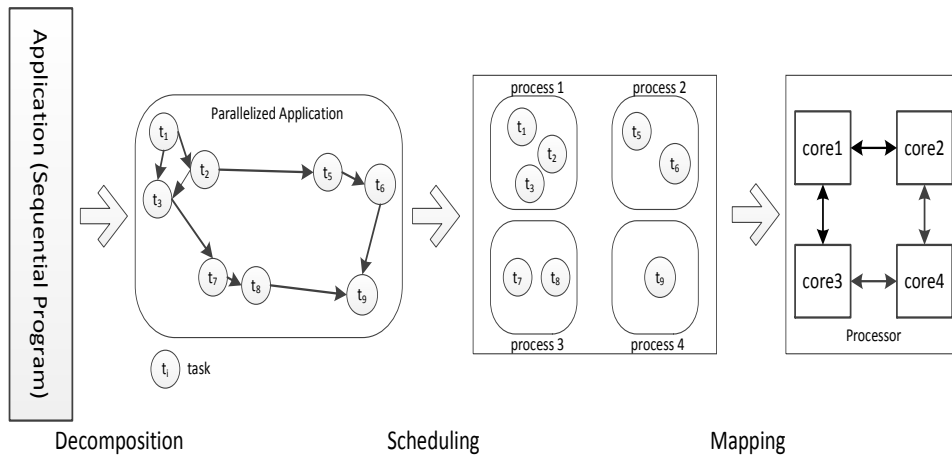 Application (Sequential Program)
Parallelized Application
t1
t2
t3
t5
t6
t7
t8
t9
ti task
process 1
process 2
t1
t2
t3
t5
t6
t7
t8
t9
process 3
process 4
core1
core2
core3
core4
Processor
Decomposition
Scheduling
Mapping